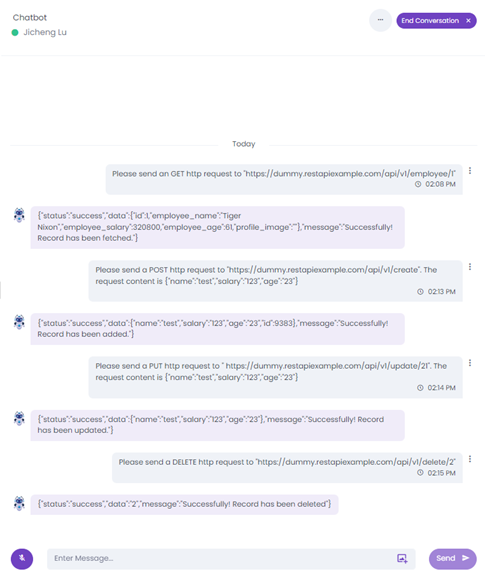 Chatbot
Jicheng Lu
End Conversation ×
Today
Please send an GET http request to "https://dummy.restapiexample.com/api/v1/employee/1"
02:08 PM
{"status":"success","data":{"id":1,"employee_name":"Tiger
Nixon","employee_salary":320800,"employee_age":61,"profile_image":""},"message":"Successfully!
Record has been fetched."}
Please send a POST http request to "https://dummy.restapiexample.com/api/v1/create". The
request content is {"name":"test","salary":"123","age":"23"}
02:13 PM
{"status":"success","data":{"name":"test","salary":"123","age":"23","id":9383},"message":"Successfully!
Record has been added."}
Please send a PUT http request to " https://dummy.restapiexample.com/api/v1/update/21". The
request content is {"name":"test","salary":"123","age":"23"}
02:14 PM
{"status":"success","data":{"name":"test","salary":"123","age":"23"},"message":"Successfully! Record
has been updated."}
Please send a DELETE http request to "https://dummy.restapiexample.com/api/v1/delete/2"
02:15 PM
{"status":"success","data":"2","message":"Successfully! Record has been deleted"}
Enter Message...
Send